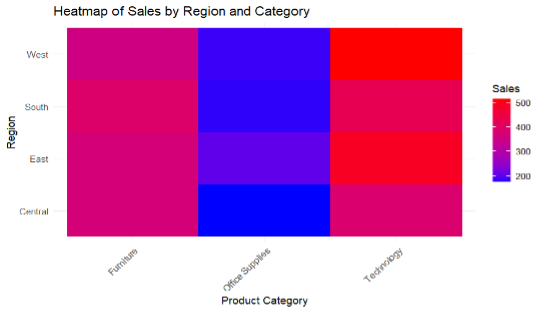 Heatmap of Sales by Region and Category
West
South
East
Central
Region
Furniture
Office Supplies
Technology
Product Category
Sales
500
400
300
200